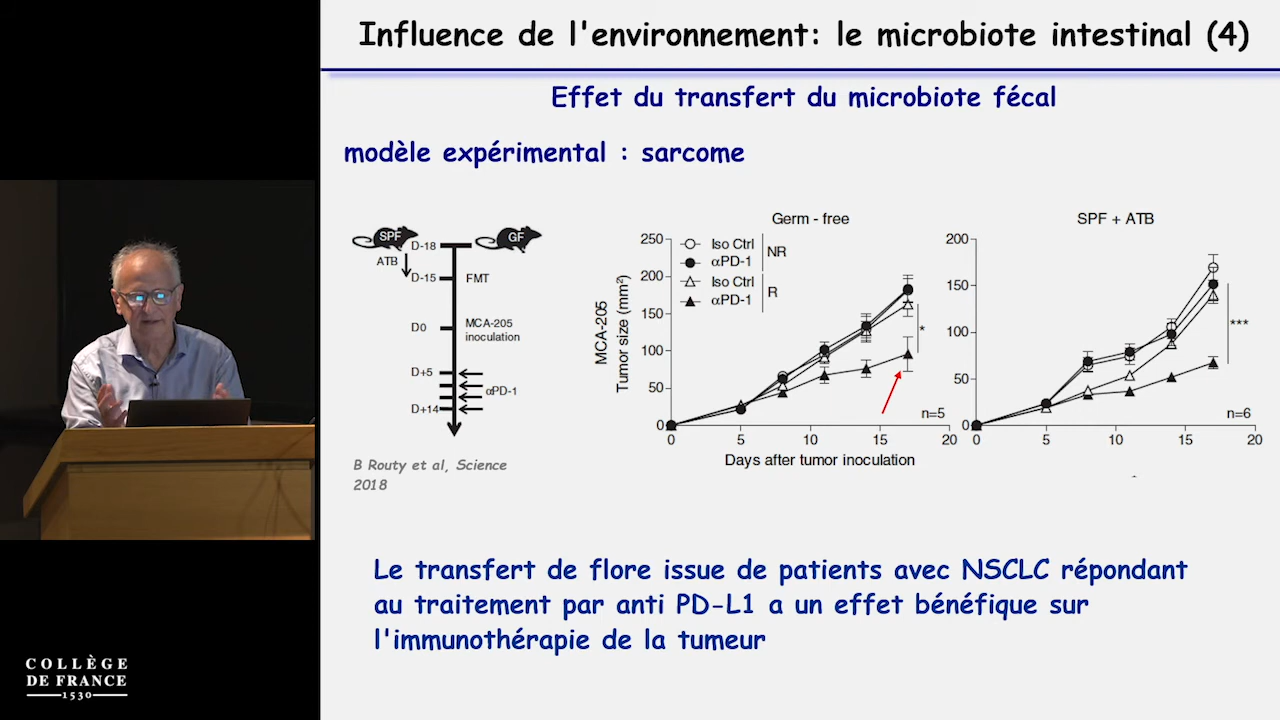 Influence de l'environnement: le microbiote intestinal (4)
Effet du transfert du microbiote fécal
modèle expérimental : sarcome
SPF
GF
D-18
ATB
D-15
FMT
D0
MCA-205
inoculation
D+5
αPD-1
D+14
B Routy et al, Science
2018
Germ - free
MCA-205
Tumor size (mm²)
250
200
150
100
50
0
Iso Ctrl
αPD-1
NR
Iso Ctrl
αPD-1
R
*
n=5
0
5
10
15
20
Days after tumor inoculation
SPF + ATB
200
150
100
50
0
***
n=6
0
5
10
15
20
Le transfert de flore issue de patients avec NSCLC répondant
au traitement par anti PD-L1 a un effet bénéfique sur
l'immunothérapie de la tumeur
COLLÈGE
DE FRANCE
1530